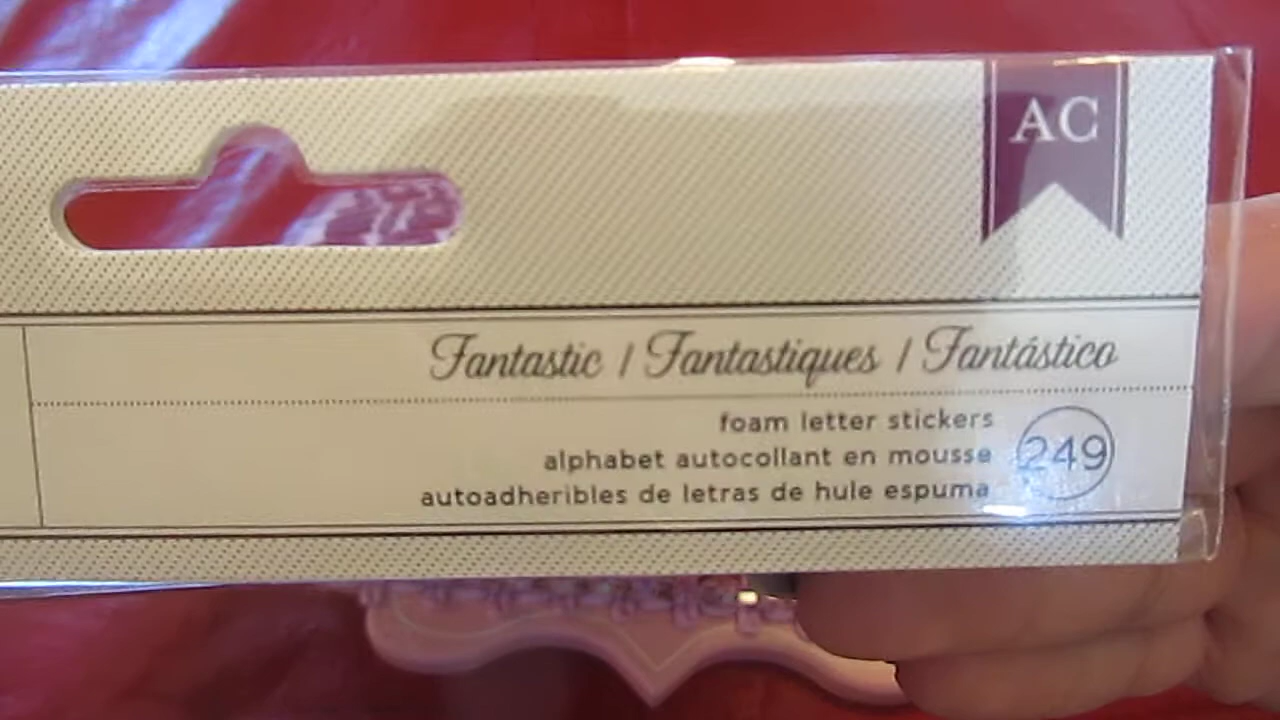 AC
Fantastic / Fantastiques / Fantástico
foam letter stickers
alphabet autocollant en mousse
autoadheribles de letras de hule espuma
249